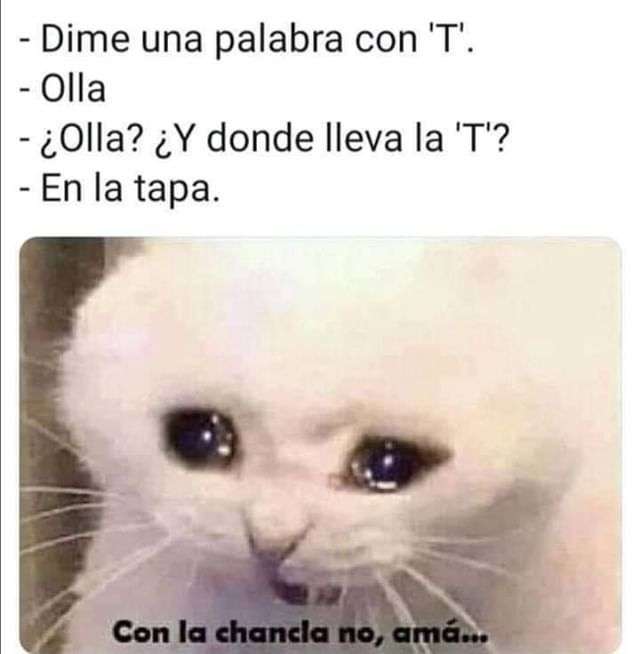 - Dime una palabra con 'T'.
- Olla
- ¿Olla? ¿Y donde lleva la 'T'?
- En la tapa.
Con la chancla no, amá...